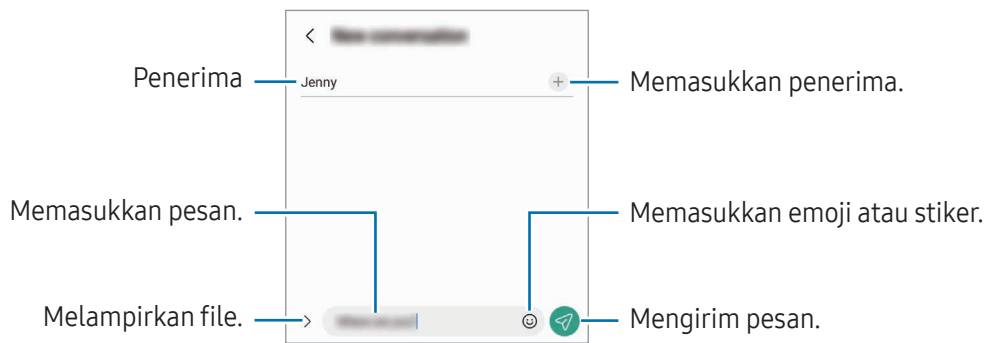 Penerima
Jenny
Memasukkan penerima.
Memasukkan pesan.
Memasukkan emoji atau stiker.
Melampirkan file.
Mengirim pesan.